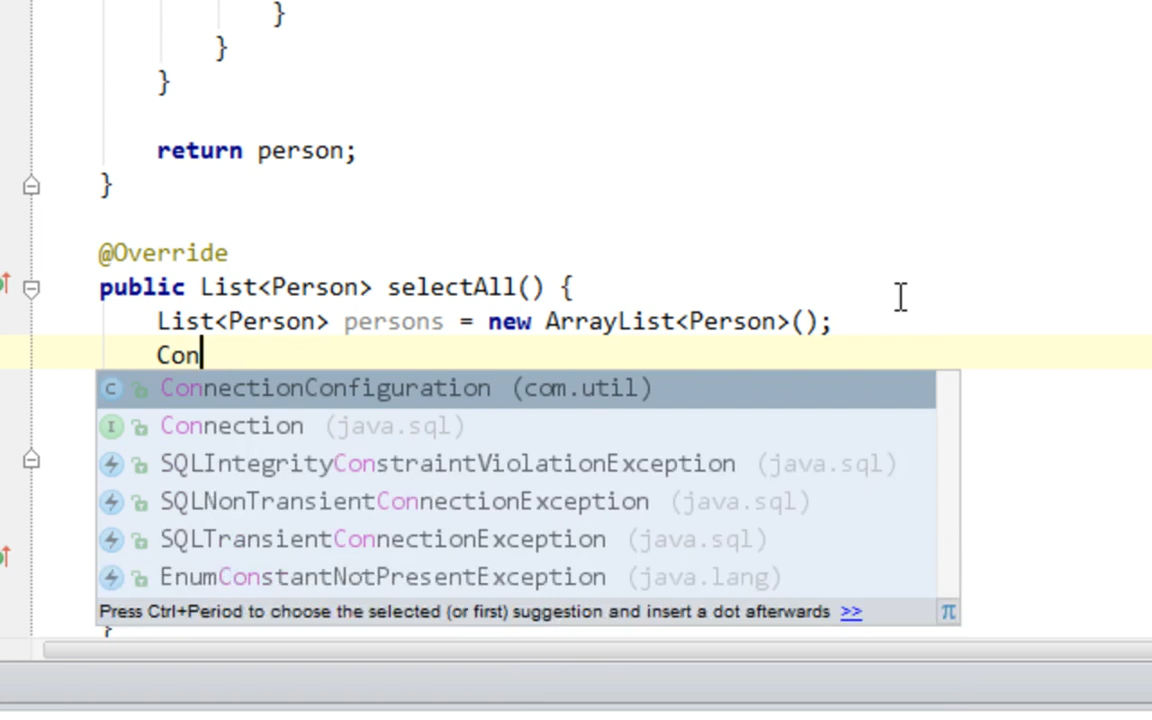 }
}
}
return person;
}
@Override
public List<Person> selectAll() {
List<Person> persons = new ArrayList<Person>();
Con
C ConnectionConfiguration (com.util)
I Connection (java.sql)
SQLIntegrityConstraintViolationException (java.sql)
SQLNonTransientConnectionException (java.sql)
SQLTransientConnectionException (java.sql)
EnumConstantNotPresentException (java.lang)
Press Ctrl+Period to choose the selected (or first) suggestion and insert a dot afterwards >> π
}